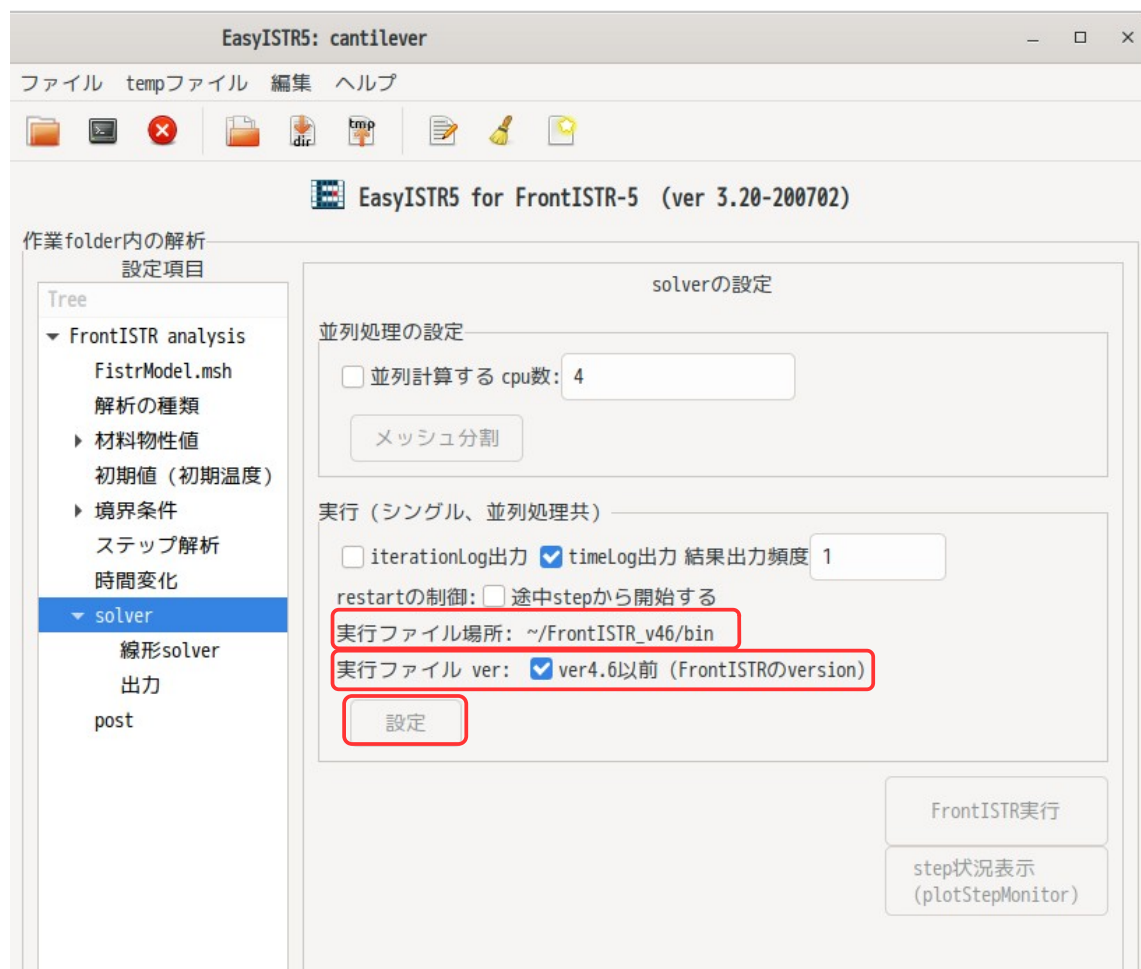 EasyISTR5: cantilever
ファイル tempファイル 編集 ヘルプ
dir tmp
EasyISTR5 for FrontISTR-5 (ver 3.20-200702)
作業folder内の解析
設定項目
Tree
FrontISTR analysis
FistrModel.msh
解析の種類
材料物性値
初期値（初期温度）
境界条件
ステップ解析
時間変化
solver
線形solver
出力
post
solverの設定
並列処理の設定
並列計算する cpu数: 4
メッシュ分割
実行（シングル、並列処理共）
iterationLog出力 timeLog出力 結果出力頻度 1
restartの制御: 途中stepから開始する
実行ファイル場所: ~/FrontISTR_v46/bin
実行ファイル ver: ver4.6以前（FrontISTRのversion）
設定
FrontISTR実行
step状況表示
(plotStepMonitor)